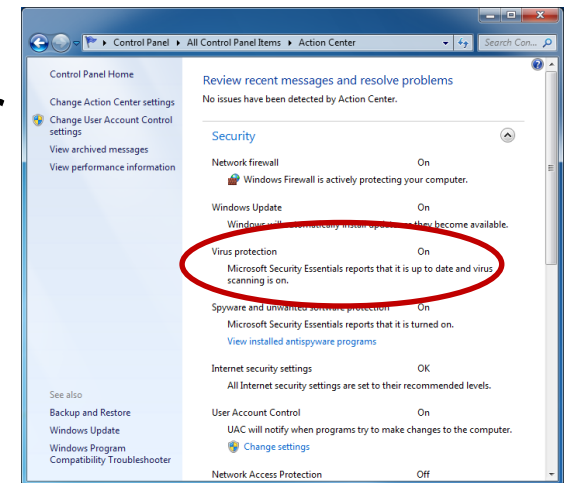 Control Panel ▸ All Control Panel Items ▸ Action Center
Search Con...
Control Panel Home
Change Action Center settings
Change User Account Control
settings
View archived messages
View performance information
See also
Backup and Restore
Windows Update
Windows Program
Compatibility Troubleshooter
Review recent messages and resolve problems
No issues have been detected by Action Center.
Security
Network firewall On
Windows Firewall is actively protecting your computer.
Windows Update On
Windows will automatically install updates as they become available.
Virus protection On
Microsoft Security Essentials reports that it is up to date and virus
scanning is on.
Spyware and unwanted software protection On
Microsoft Security Essentials reports that it is turned on.
View installed antispyware programs
Internet security settings OK
All Internet security settings are set to their recommended levels.
User Account Control On
UAC will notify when programs try to make changes to the computer.
Change settings
Network Access Protection Off